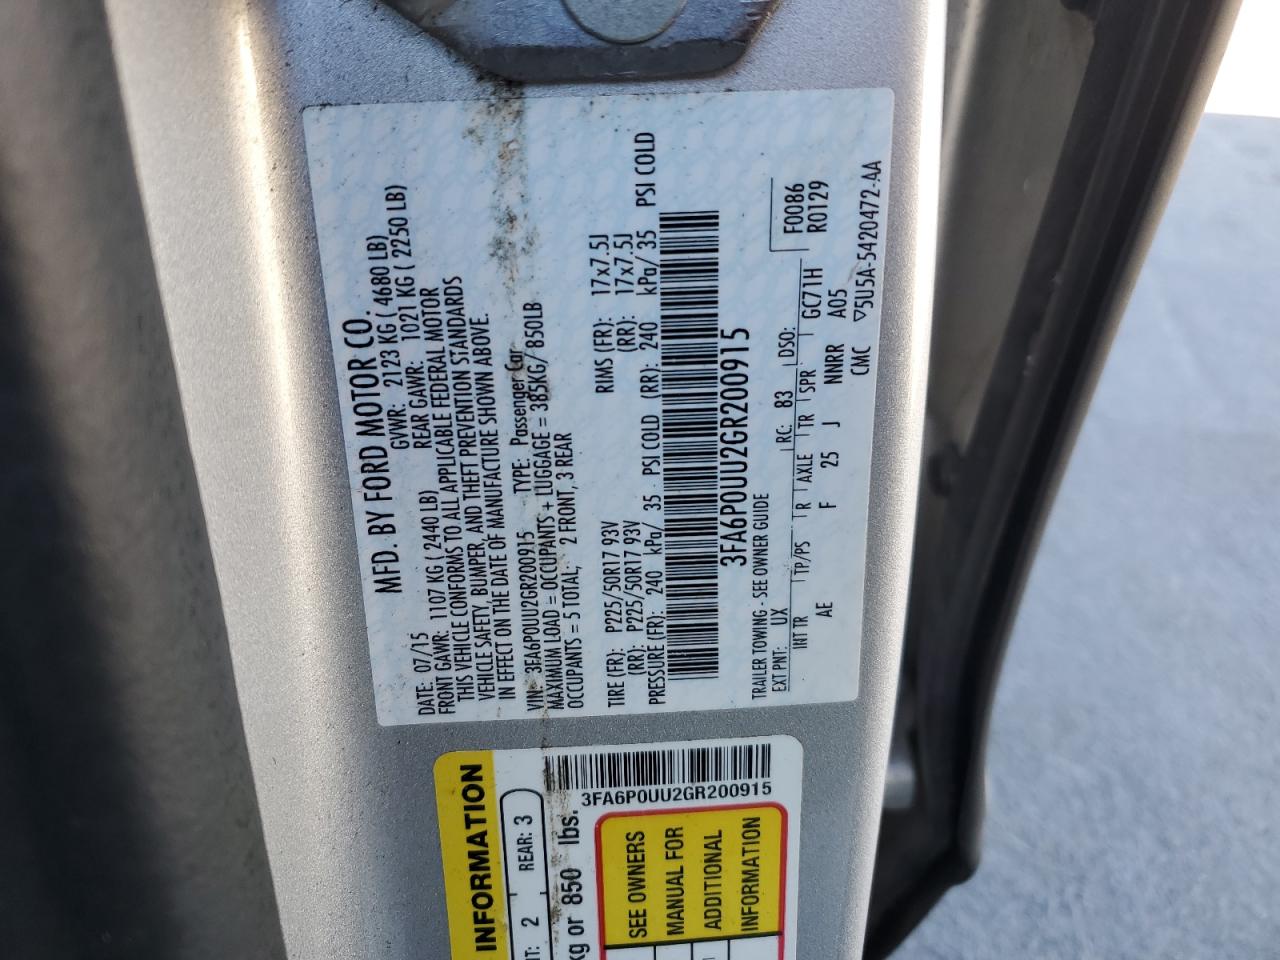 MFD. BY FORD MOTOR CO.
DATE: 07/15 GVWR: 2123 KG ( 4680 LB)
FRONT GAWR: 1107 KG ( 2440 LB) REAR GAWR: 1021 KG ( 2250 LB)
THIS VEHICLE CONFORMS TO ALL APPLICABLE FEDERAL MOTOR
VEHICLE SAFETY, BUMPER, AND THEFT PREVENTION STANDARDS
IN EFFECT ON THE DATE OF MANUFACTURE SHOWN ABOVE.
VIN: 3FA6P0UU2GR200915 TYPE: Passenger Car
MAXIMUM LOAD = OCCUPANTS + LUGGAGE = 385KG / 850LB
OCCUPANTS = 5 TOTAL, 2 FRONT, 3 REAR
TIRE (FR): P225/50R17 93V RIMS (FR): 17x7.5J
(RR): P225/50R17 93V (RR): 17x7.5J
PRESSURE (FR): 240 kPa/ 35 PSI COLD (RR): 240 kPa/ 35 PSI COLD
3FA6P0UU2GR200915
TRAILER TOWING - SEE OWNER GUIDE
EXT PNT: UX RC: 83 DSO: F0086
INT TR TP/PS R AXLE TR SPR GC71H R0129
AE F 25 J NNRR A05
CMC ▽5U5A-5420472-AA
INFORMATION
2 REAR: 3
kg or 850 lbs.
3FA6P0UU2GR200915
SEE OWNERS
MANUAL FOR
ADDITIONAL
INFORMATION